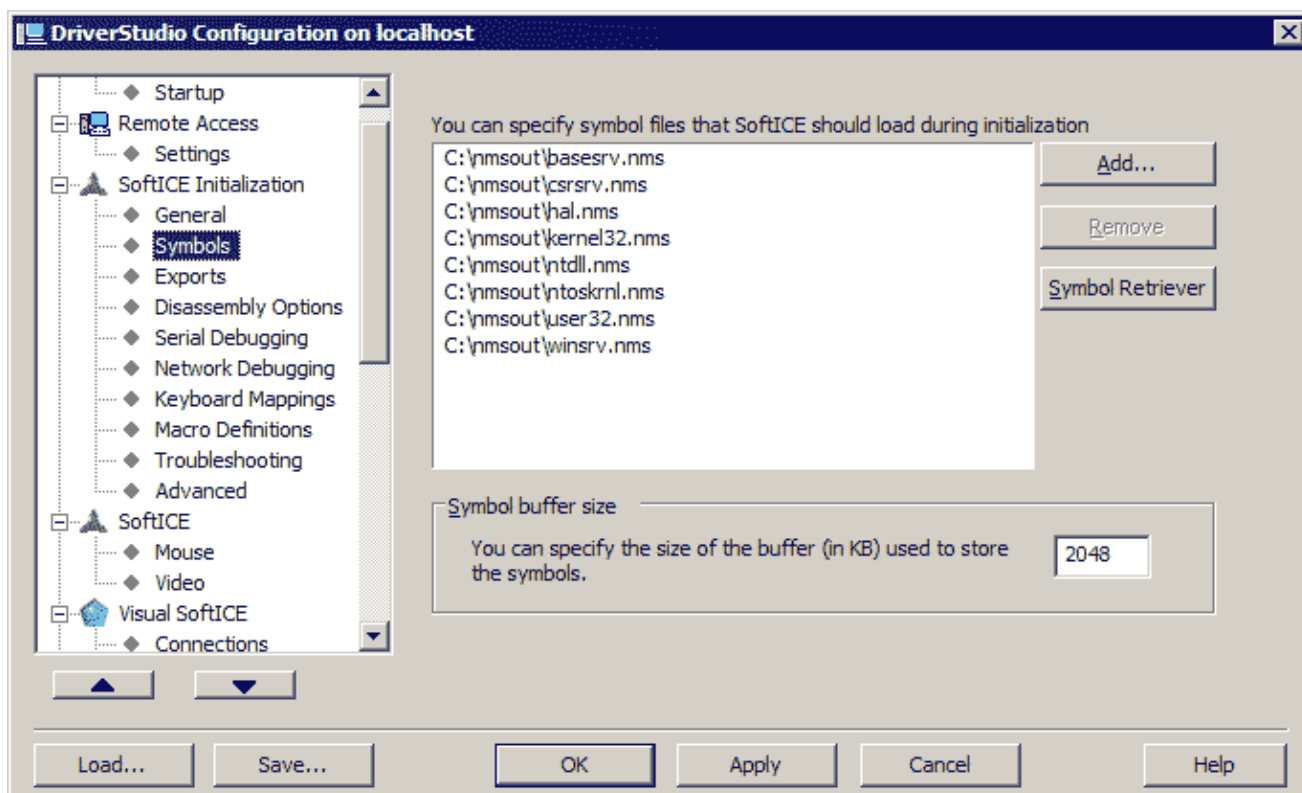 DriverStudio Configuration on localhost
Startup
Remote Access
Settings
SoftICE Initialization
General
Symbols
Exports
Disassembly Options
Serial Debugging
Network Debugging
Keyboard Mappings
Macro Definitions
Troubleshooting
Advanced
SoftICE
Mouse
Video
Visual SoftICE
Connections
You can specify symbol files that SoftICE should load during initialization
C:\nmsout\basesrv.nms
C:\nmsout\csrsrv.nms
C:\nmsout\hal.nms
C:\nmsout\kernel32.nms
C:\nmsout\ntdll.nms
C:\nmsout\ntoskrnl.nms
C:\nmsout\user32.nms
C:\nmsout\winsrv.nms
Add...
Remove
Symbol Retriever
Symbol buffer size
You can specify the size of the buffer (in KB) used to store
the symbols.
2048
Load...
Save...
OK
Apply
Cancel
Help